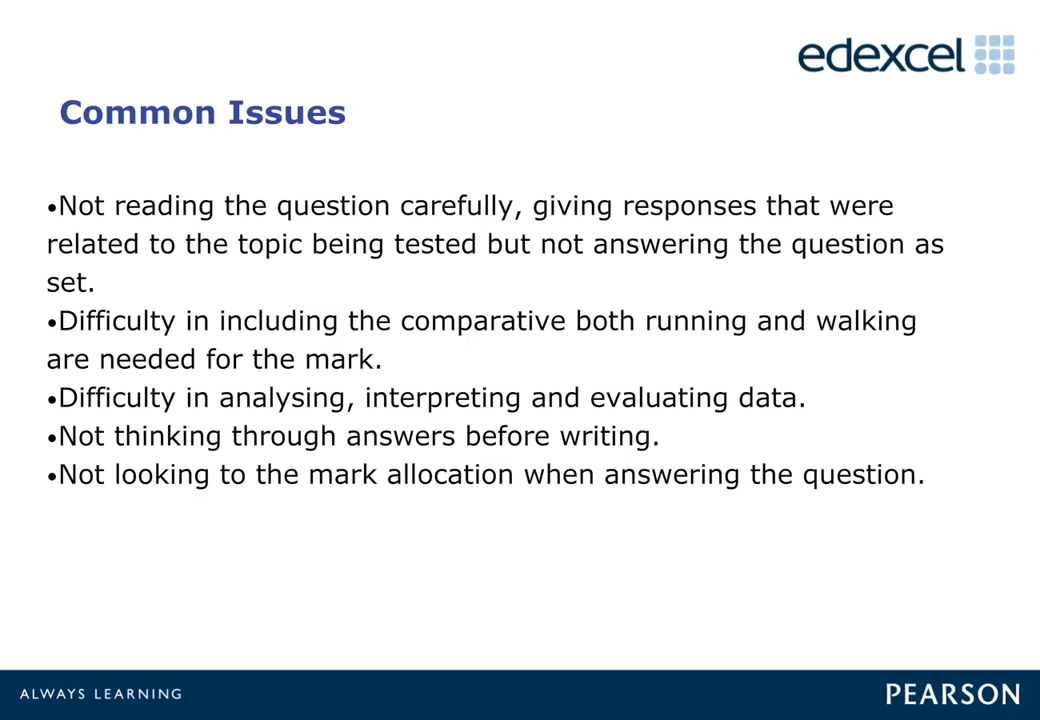 edexcel
Common Issues
•Not reading the question carefully, giving responses that were
related to the topic being tested but not answering the question as
set.
•Difficulty in including the comparative both running and walking
are needed for the mark.
•Difficulty in analysing, interpreting and evaluating data.
•Not thinking through answers before writing.
•Not looking to the mark allocation when answering the question.
ALWAYS LEARNING
PEARSON